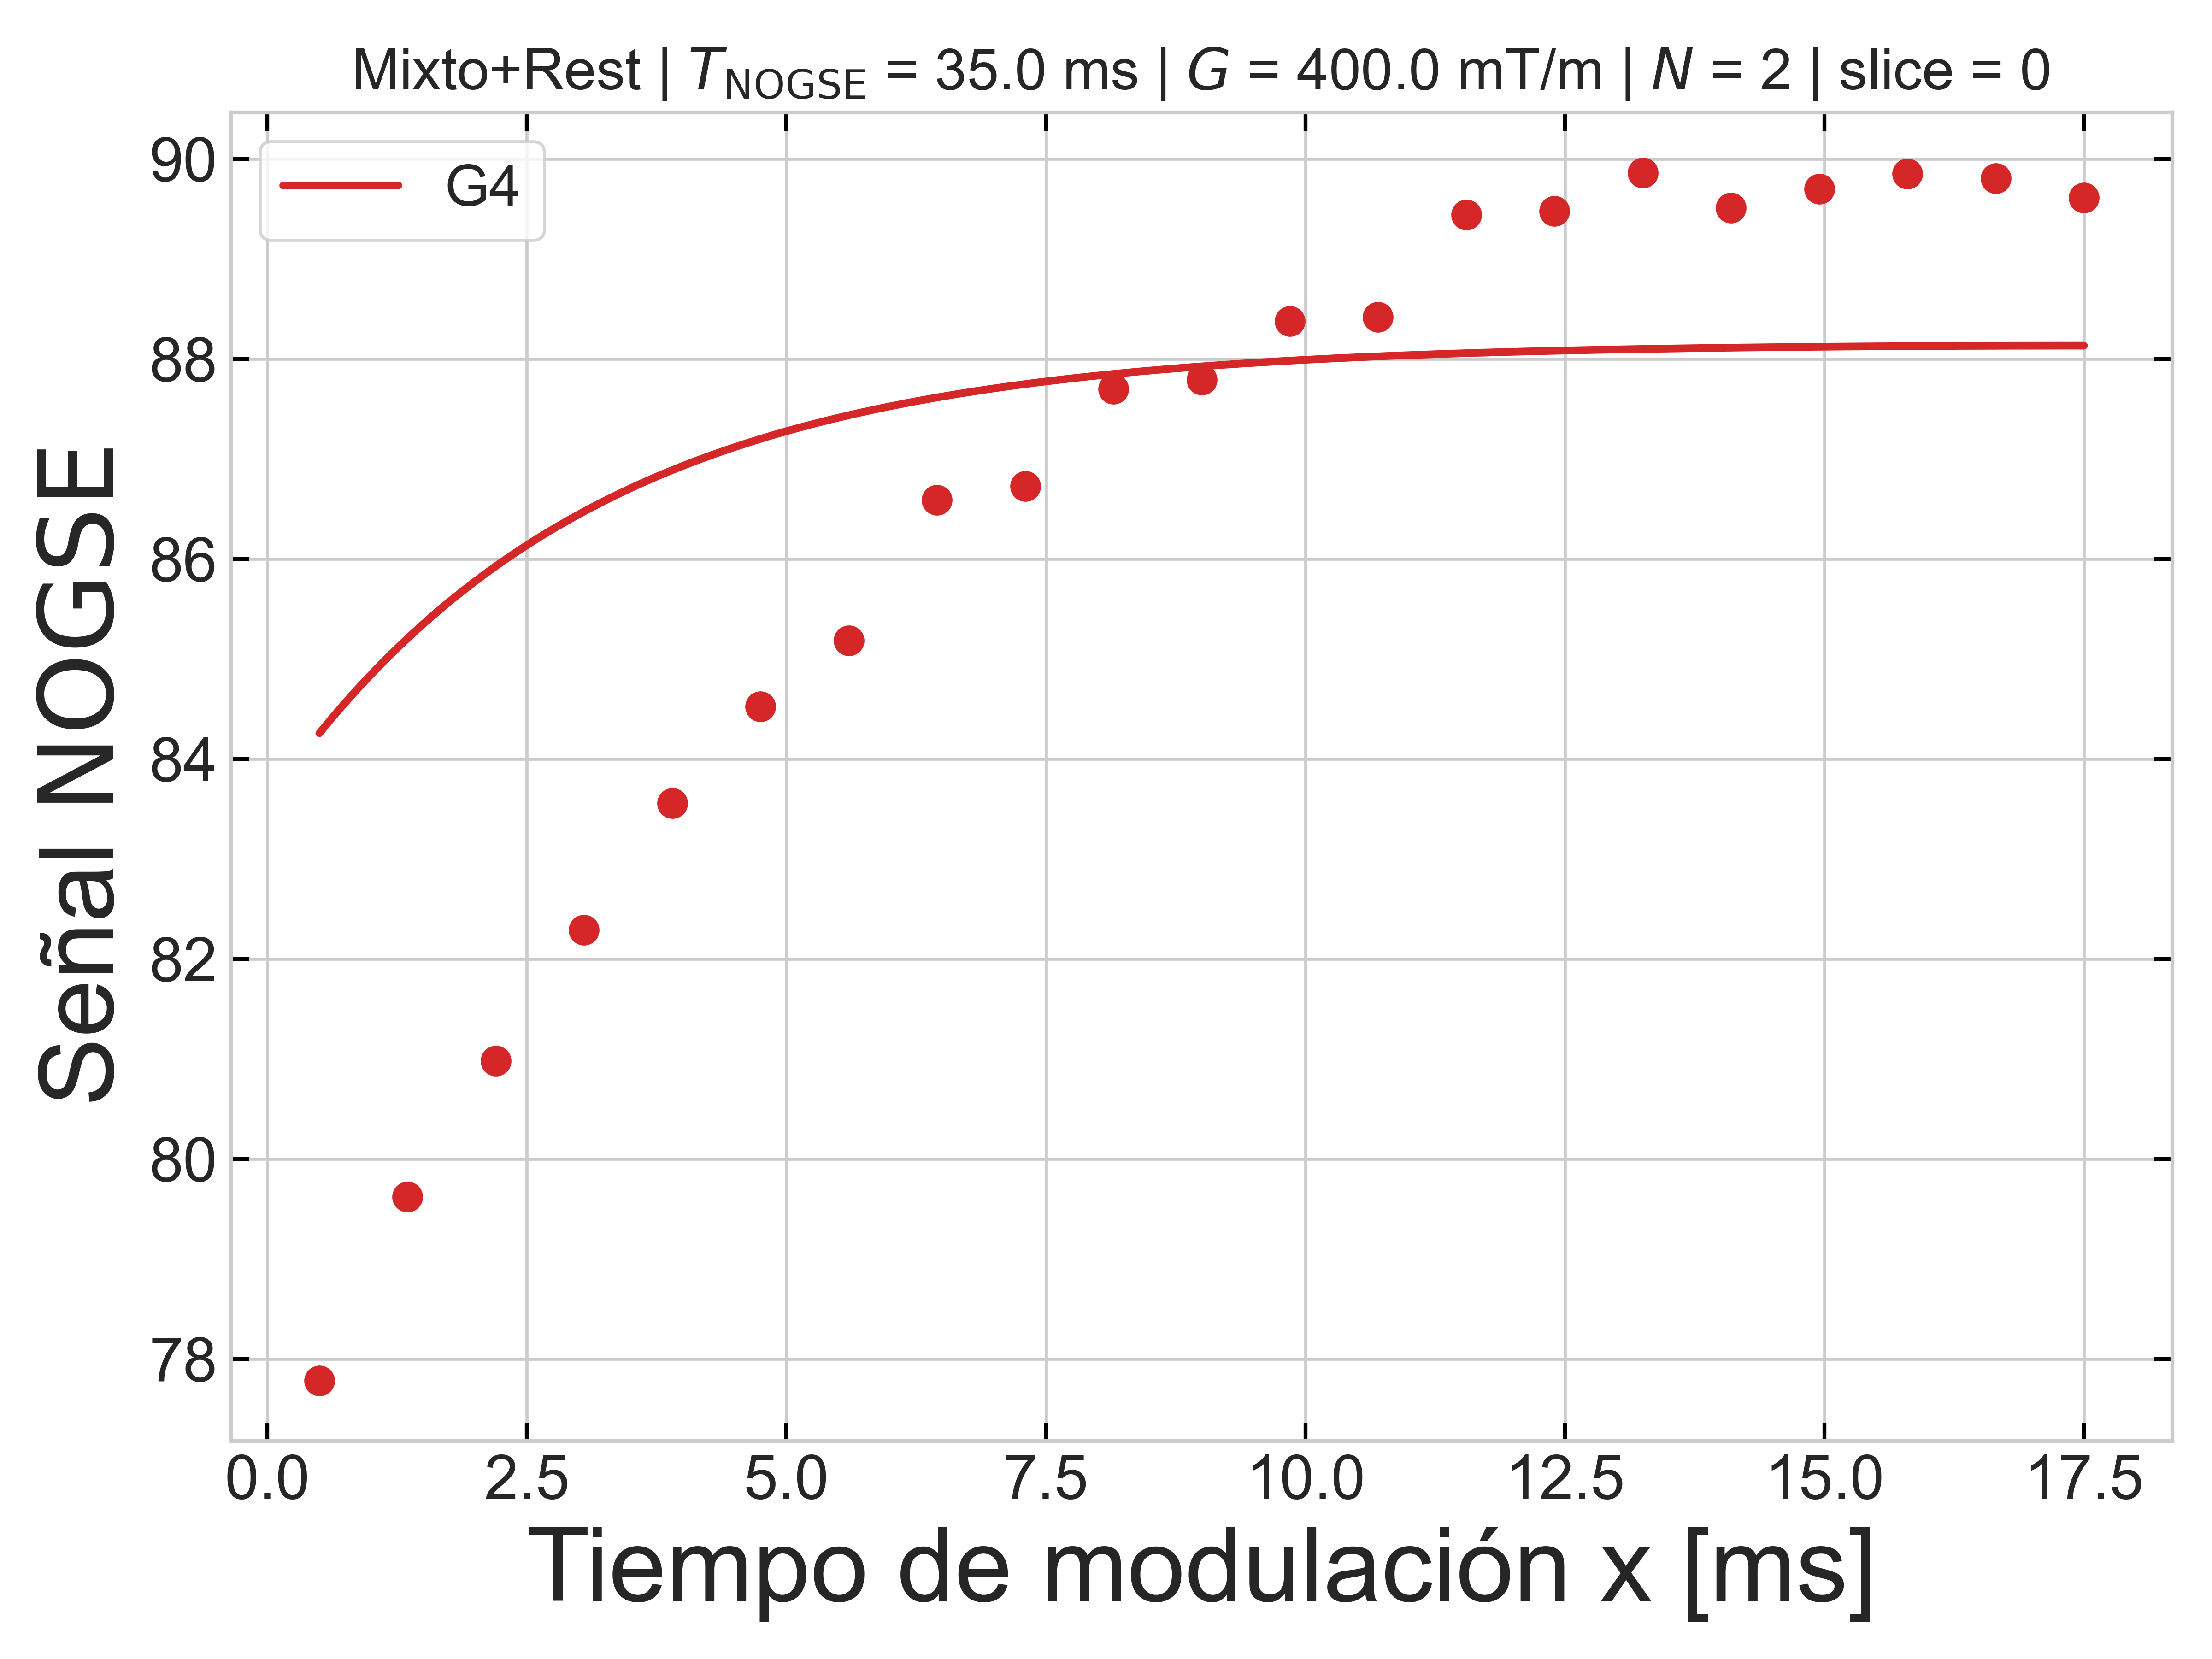 Mixto+Rest | T_NOGSE = 35.0 ms | G = 400.0 mT/m | N = 2 | slice = 0
G4
90
88
86
84
82
80
78
Señal NOGSE
0.0 2.5 5.0 7.5 10.0 12.5 15.0 17.5
Tiempo de modulación x [ms]